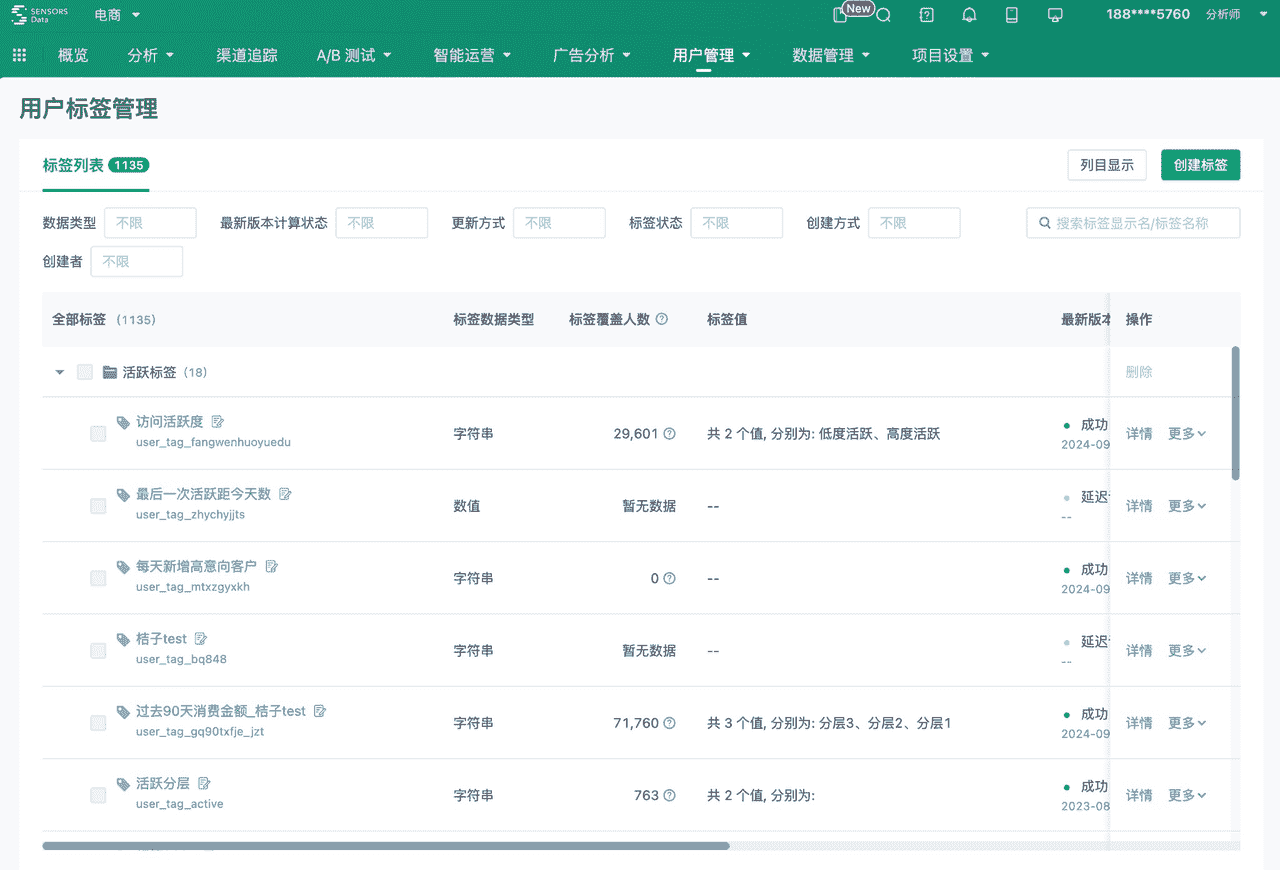 SENSORS Data 电商 New 188****5760 分析师
概览 分析 渠道追踪 A/B 测试 智能运营 广告分析 用户管理 数据管理 项目设置
用户标签管理
标签列表 1135 列目显示 创建标签
数据类型 不限 最新版本计算状态 不限 更新方式 不限 标签状态 不限 创建方式 不限 搜索标签显示名/标签名称
创建者 不限
全部标签 (1135) 标签数据类型 标签覆盖人数 标签值 最新版本 操作
活跃标签 (18) 删除
访问活跃度 字符串 29,601 共 2 个值, 分别为: 低度活跃、高度活跃 成功 详情 更多
user_tag_fangwenhuoyuedu 2024-09
最后一次活跃距今天数 数值 暂无数据 -- 延迟 详情 更多
user_tag_zhychyjjts --
每天新增高意向客户 字符串 0 -- 成功 详情 更多
user_tag_mtxzgyxkh 2024-09
桔子test 字符串 暂无数据 -- 延迟 详情 更多
user_tag_bq848 --
过去90天消费金额_桔子test 字符串 71,760 共 3 个值, 分别为: 分层3、分层2、分层1 成功 详情 更多
user_tag_gq90txfje_jzt 2024-09
活跃分层 字符串 763 共 2 个值, 分别为: 成功 详情 更多
user_tag_active 2023-08